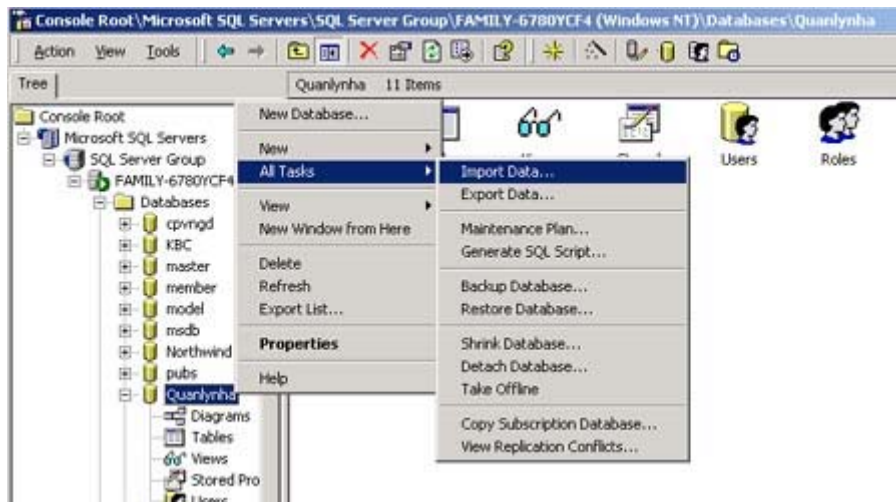 Console Root\Microsoft SQL Servers\SQL Server Group\FAMILY-6780YCF4 (Windows NT)\Databases\Quanlynha
Action View Tools
Tree
Quanlynha 11 Items
Console Root
Microsoft SQL Servers
SQL Server Group
FAMILY-6780YCF4
Databases
cpvngd
KBC
master
member
model
msdb
Northwind
pubs
Quanlynha
Diagrams
Tables
Views
Stored Pro
Users
New Database...
New
All Tasks
View
New Window from Here
Delete
Refresh
Export List...
Properties
Help
Import Data...
Export Data...
Maintenance Plan...
Generate SQL Script...
Backup Database...
Restore Database...
Shrink Database...
Detach Database...
Take Offline
Copy Subscription Database...
View Replication Conflicts...
Users
Roles